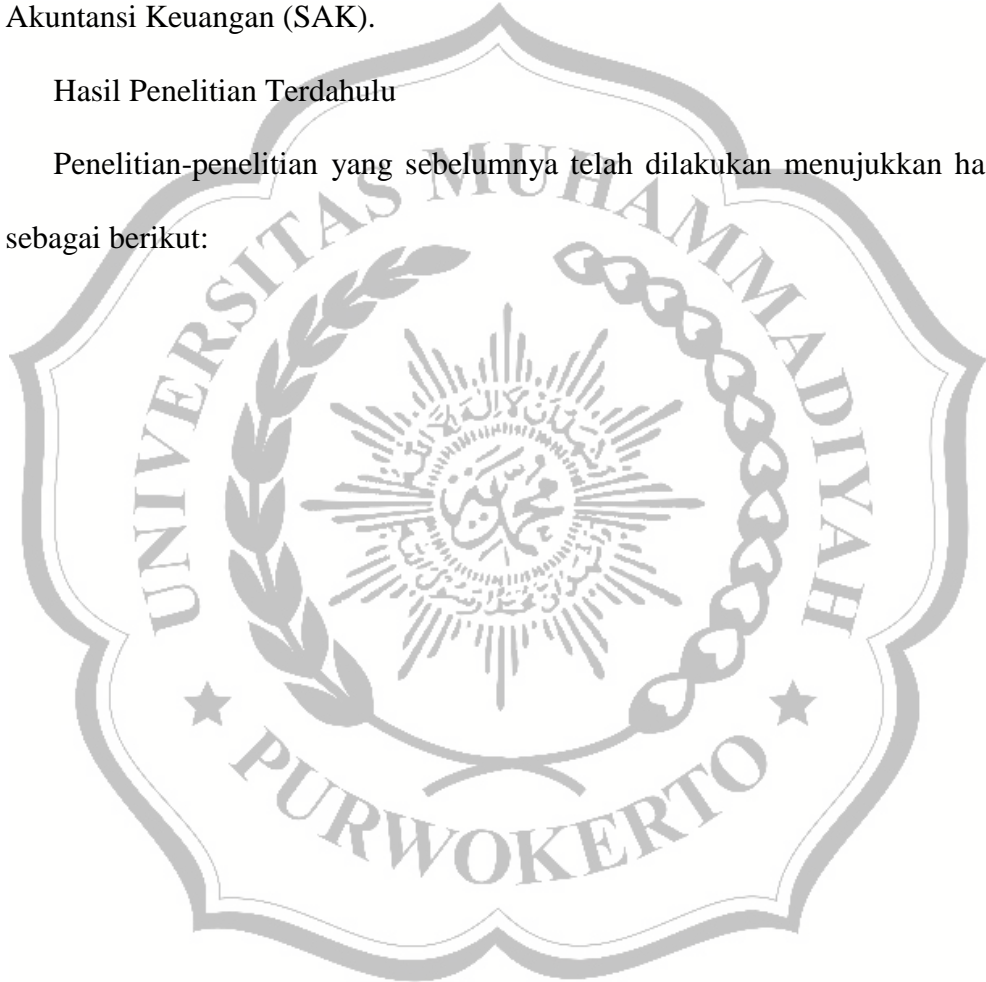 Akuntansi Keuangan (SAK).
Hasil Penelitian Terdahulu
Penelitian-penelitian yang sebelumnya telah dilakukan menujukkan ha
sebagai berikut:
UNIVERSITAS MUHAMMADIYAH
PURWOKERTO